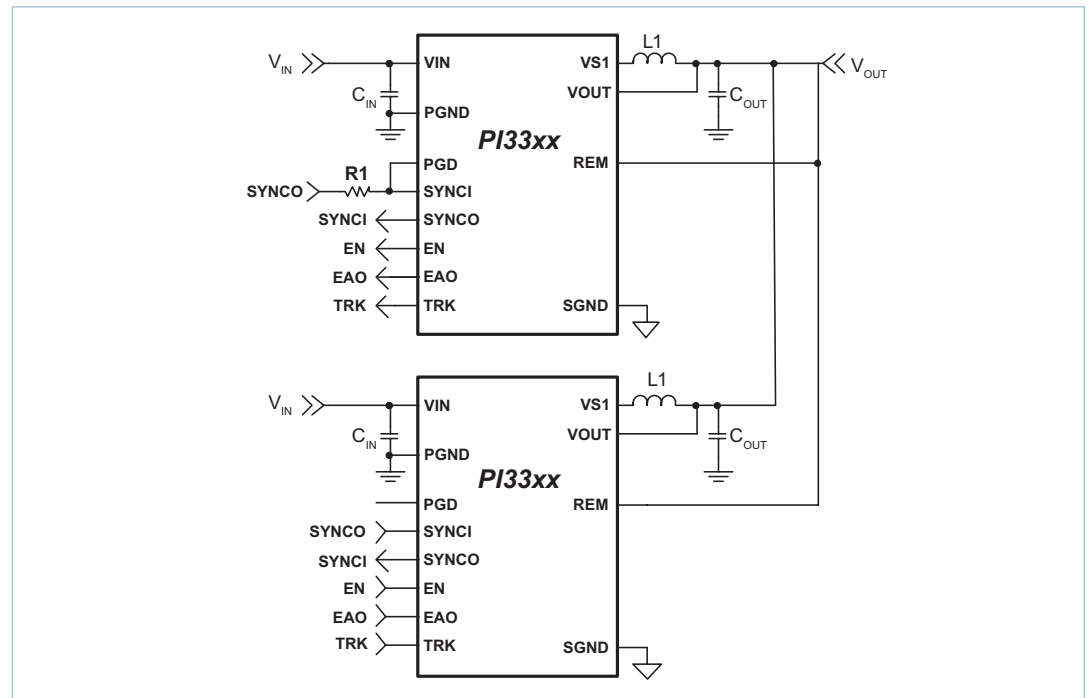 L1
V_IN VIN VS1 V_OUT
VOUT
C_IN C_OUT
PGND
PI33xx
PGD REM
R1
SYNCO SYNCI
SYNCI SYNCO
EN EN
EAO EAO
TRK TRK SGND
L1
V_IN VIN VS1
VOUT
C_IN C_OUT
PGND
PI33xx
PGD REM
SYNCO SYNCI
SYNCI SYNCO
EN EN
EAO EAO
TRK TRK SGND